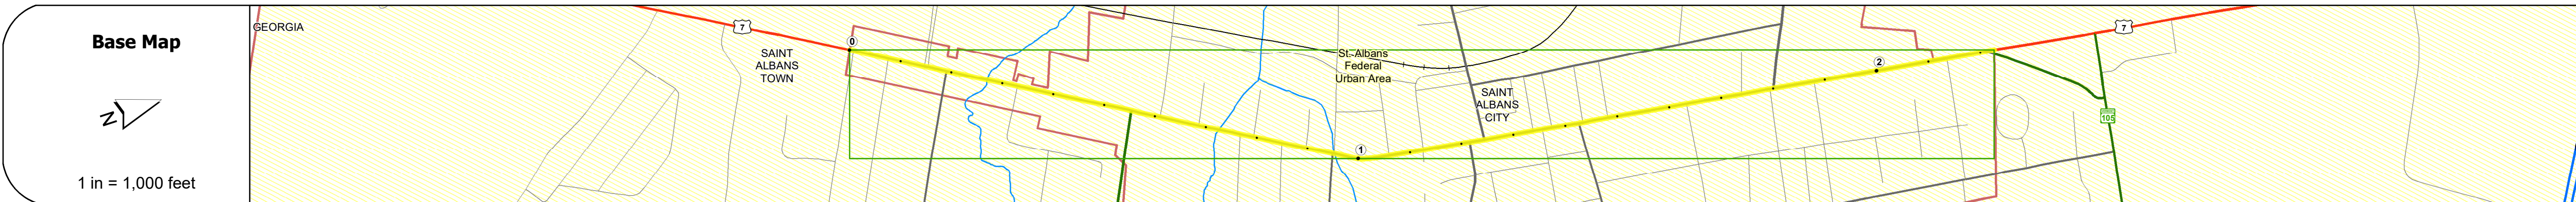 Base Map
N
1 in = 1,000 feet
GEORGIA
7
SAINT
ALBANS
TOWN
0
St. Albans
Federal
Urban Area
SAINT
ALBANS
CITY
1
2
7
105